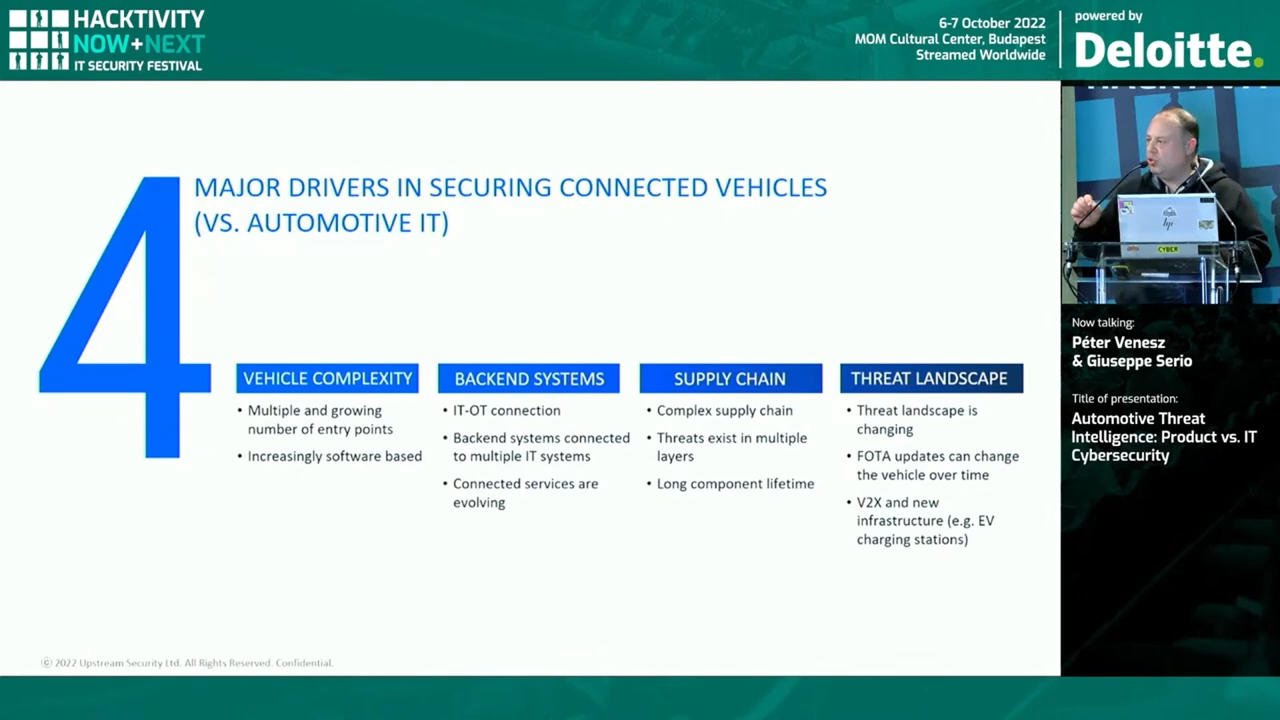 HACKTIVITY
NOW+NEXT
IT SECURITY FESTIVAL
6-7 October 2022
MOM Cultural Center, Budapest
Streamed Worldwide
powered by
Deloitte.
4
MAJOR DRIVERS IN SECURING CONNECTED VEHICLES
(VS. AUTOMOTIVE IT)
VEHICLE COMPLEXITY
• Multiple and growing
number of entry points
• Increasingly software based
BACKEND SYSTEMS
• IT-OT connection
• Backend systems connected
to multiple IT systems
• Connected services are
evolving
SUPPLY CHAIN
• Complex supply chain
• Threats exist in multiple
layers
• Long component lifetime
THREAT LANDSCAPE
• Threat landscape is
changing
• FOTA updates can change
the vehicle over time
• V2X and new
infrastructure (e.g. EV
charging stations)
© 2022 Upstream Security Ltd. All Rights Reserved. Confidential.
hp
CYBER
Now talking:
Péter Venesz
& Giuseppe Serio
Title of presentation:
Automotive Threat
Intelligence: Product vs. IT
Cybersecurity